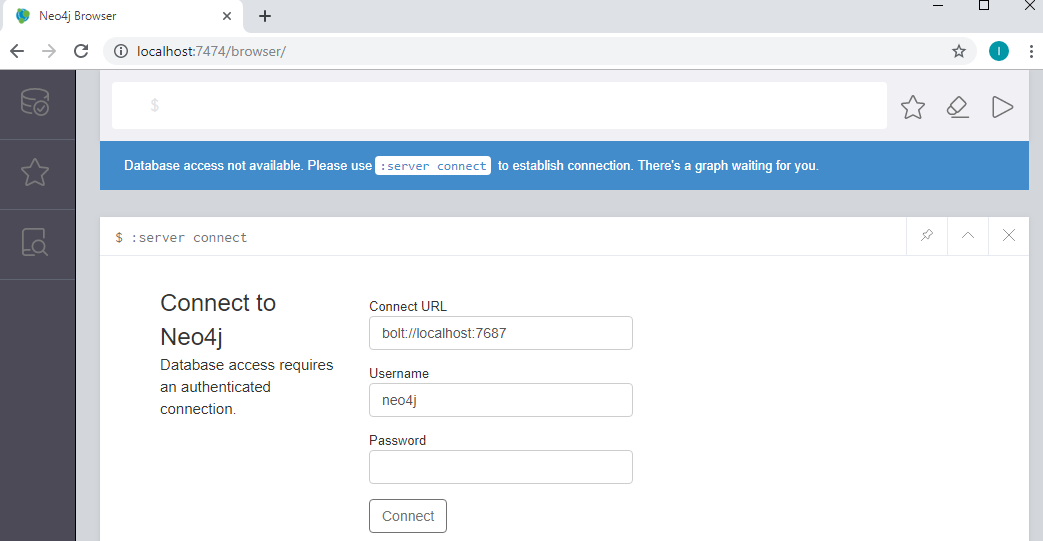 Neo4j Browser
localhost:7474/browser/
I
$
Database access not available. Please use :server connect to establish connection. There's a graph waiting for you.
$ :server connect
Connect to
Neo4j
Database access requires
an authenticated
connection.
Connect URL
bolt://localhost:7687
Username
neo4j
Password
Connect